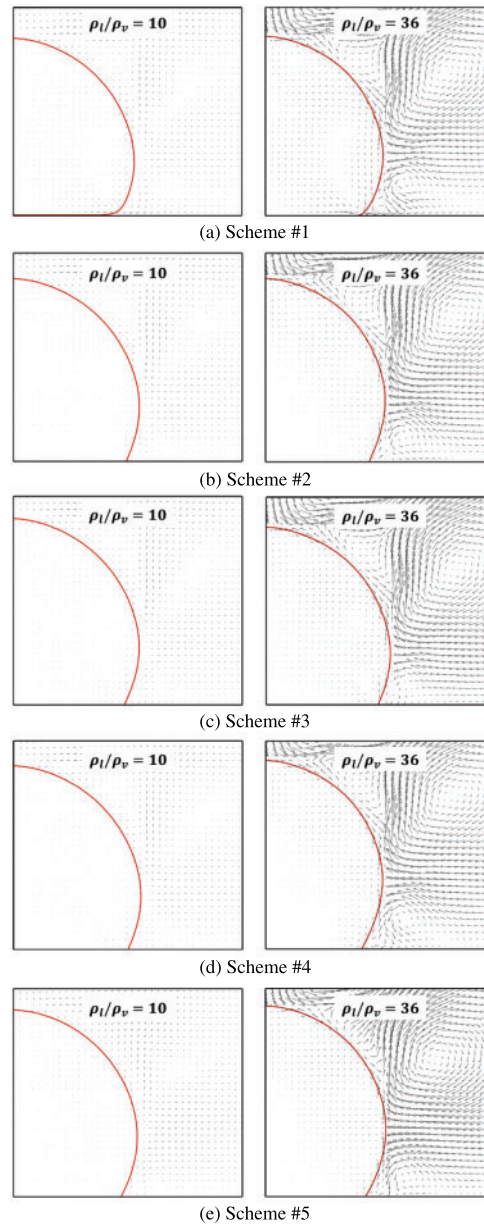 ρl/ρv = 10
ρl/ρv = 36
(a) Scheme #1
ρl/ρv = 10
ρl/ρv = 36
(b) Scheme #2
ρl/ρv = 10
ρl/ρv = 36
(c) Scheme #3
ρl/ρv = 10
ρl/ρv = 36
(d) Scheme #4
ρl/ρv = 10
ρl/ρv = 36
(e) Scheme #5